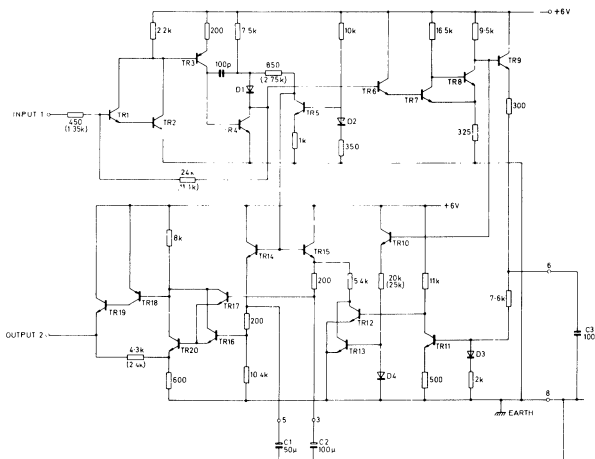 +6V
2.2k 200 7.5k 10k 16.5k 9.5k
TR3 TR9
100p 850
(2.75k)
TR8
D1 TR6 TR7
INPUT 1 TR1 TR2 TR4 TR5 D2 300
450
(1.35k)
325
1k 350
24k
+6V
8k TR14 TR15 TR10
6
TR18 TR17 200 5.4k 20k
(25k) 11k 7.6k
TR19 TR12 C3
100
OUTPUT 2 TR20 TR16 200 TR13 TR11 D3
4.3k
(2.4k)
600 10.4k D4 500 2k
8
EARTH
5 3
C1
50µ C2
100µ